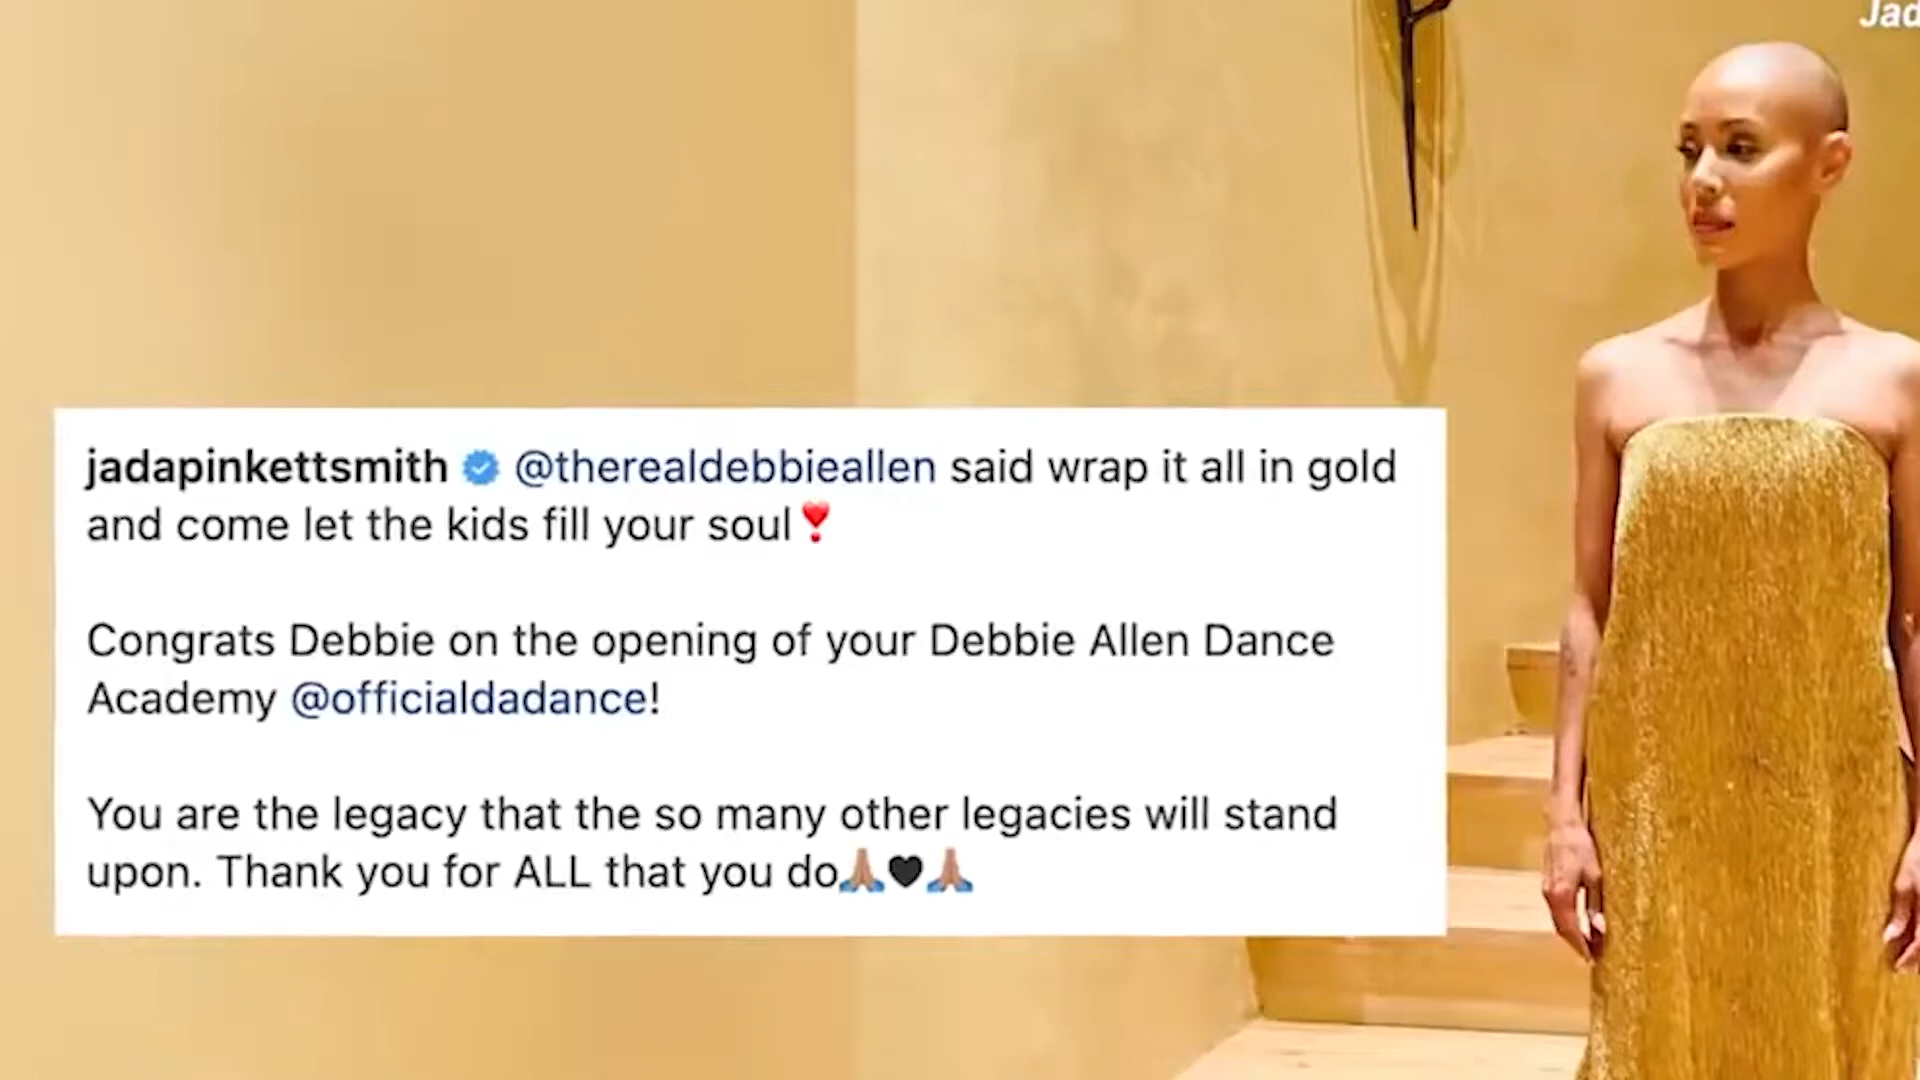 Jad
jadapinkettsmith @therealdebbieallen said wrap it all in gold
and come let the kids fill your soul❣️
Congrats Debbie on the opening of your Debbie Allen Dance
Academy @officialdadance!
You are the legacy that the so many other legacies will stand
upon. Thank you for ALL that you do🙏🏽🖤🙏🏽